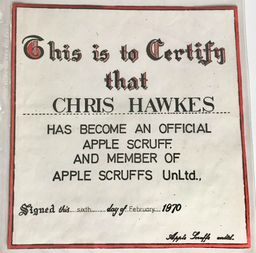 This is to Certify
that
CHRIS HAWKES
HAS BECOME AN OFFICIAL
APPLE SCRUFF.
AND MEMBER OF
APPLE SCRUFFS UnLtd.,
Signed this day of February 1970
Apple Scruffs unltd.